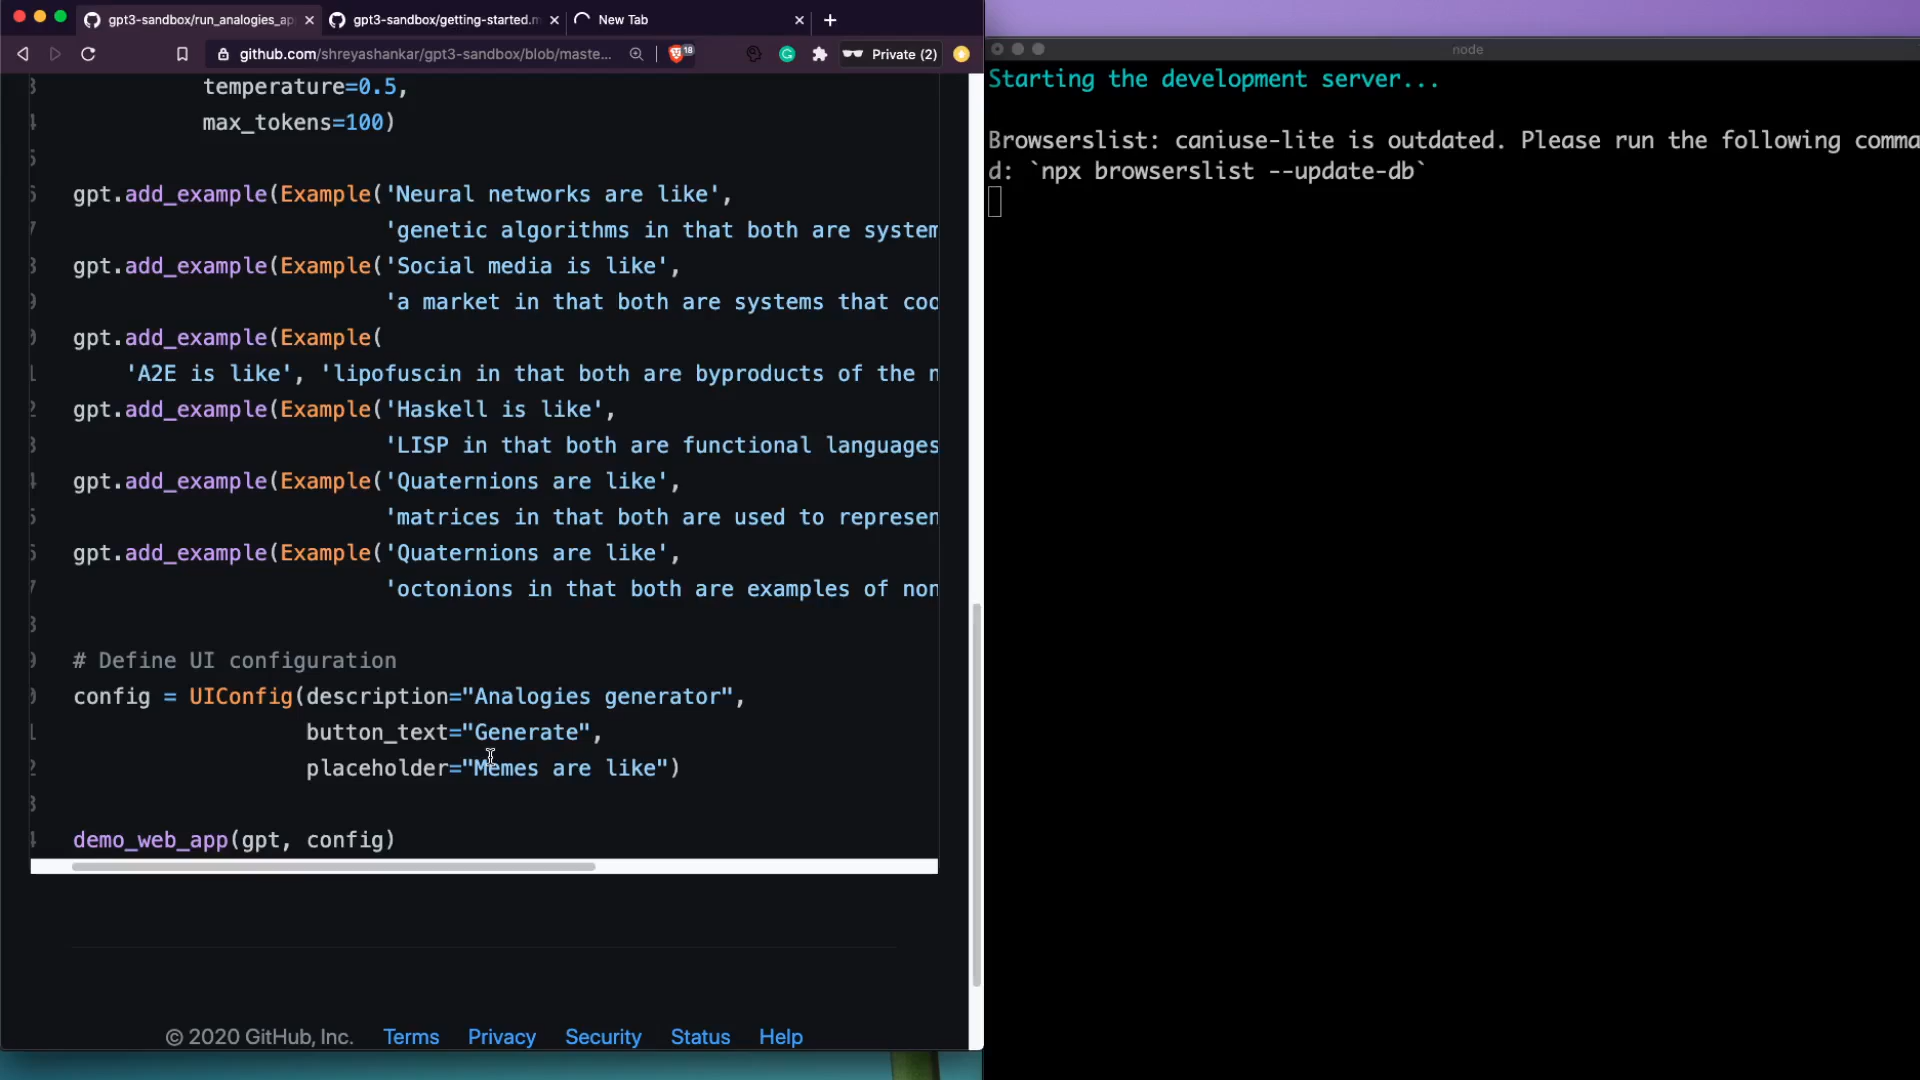 gpt3-sandbox/run_analogies_ap
gpt3-sandbox/getting-started.m
New Tab
github.com/shreyashankar/gpt3-sandbox/blob/maste...
18
Private (2)
temperature=0.5,
max_tokens=100)
gpt.add_example(Example('Neural networks are like',
'genetic algorithms in that both are system
gpt.add_example(Example('Social media is like',
'a market in that both are systems that coo
gpt.add_example(Example(
'A2E is like', 'lipofuscin in that both are byproducts of the n
gpt.add_example(Example('Haskell is like',
'LISP in that both are functional languages
gpt.add_example(Example('Quaternions are like',
'matrices in that both are used to represen
gpt.add_example(Example('Quaternions are like',
'octonions in that both are examples of non
# Define UI configuration
config = UIConfig(description="Analogies generator",
button_text="Generate",
placeholder="Memes are like")
demo_web_app(gpt, config)
© 2020 GitHub, Inc.
Terms
Privacy
Security
Status
Help
node
Starting the development server...
Browserslist: caniuse-lite is outdated. Please run the following comma
d: `npx browserslist --update-db`